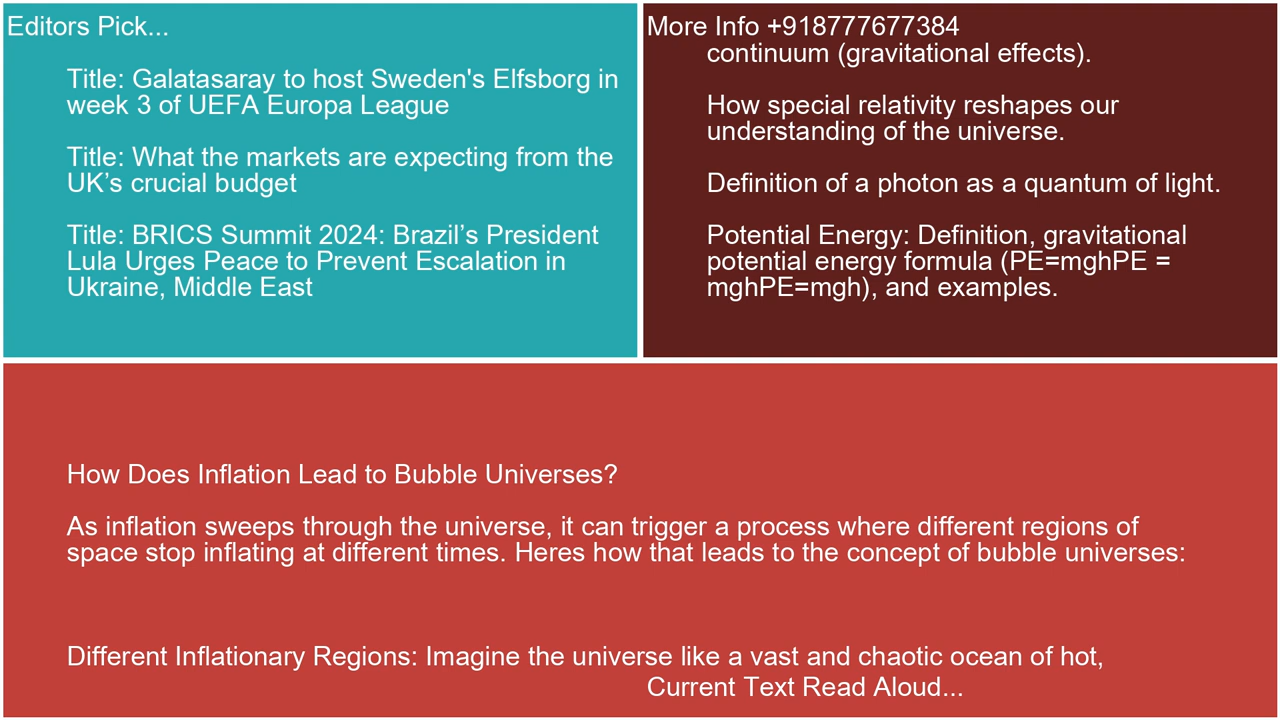 Editors Pick...
Title: Galatasaray to host Sweden's Elfsborg in
week 3 of UEFA Europa League
Title: What the markets are expecting from the
UK’s crucial budget
Title: BRICS Summit 2024: Brazil’s President
Lula Urges Peace to Prevent Escalation in
Ukraine, Middle East
More Info +918777677384
continuum (gravitational effects).
How special relativity reshapes our
understanding of the universe.
Definition of a photon as a quantum of light.
Potential Energy: Definition, gravitational
potential energy formula (PE=mghPE =
mghPE=mgh), and examples.
How Does Inflation Lead to Bubble Universes?
As inflation sweeps through the universe, it can trigger a process where different regions of
space stop inflating at different times. Heres how that leads to the concept of bubble universes:
Different Inflationary Regions: Imagine the universe like a vast and chaotic ocean of hot,
Current Text Read Aloud...